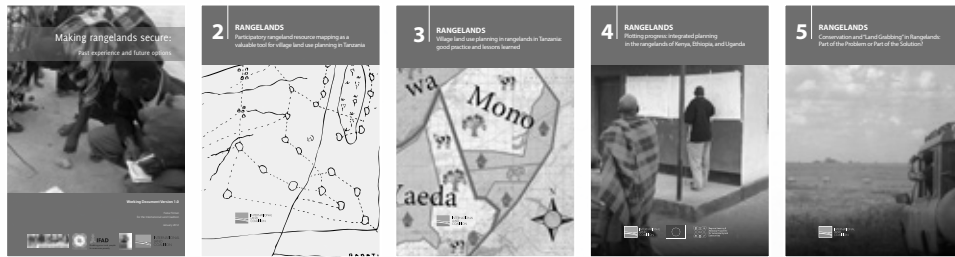 Making rangelands secure:
Past experience and future options
Working Document Version 1.0
IFAD
2
RANGELANDS
Participatory rangeland resource mapping as a
valuable tool for village land use planning in Tanzania
3
RANGELANDS
Village land use planning in rangelands in Tanzania:
good practice and lessons learned
wa
Mono
Yaeda
N
4
RANGELANDS
Plotting progress: integrated planning
in the rangelands of Kenya, Ethiopia, and Uganda
5
RANGELANDS
Conservation and "Land Grabbing" in Rangelands:
Part of the Problem or Part of the Solution?